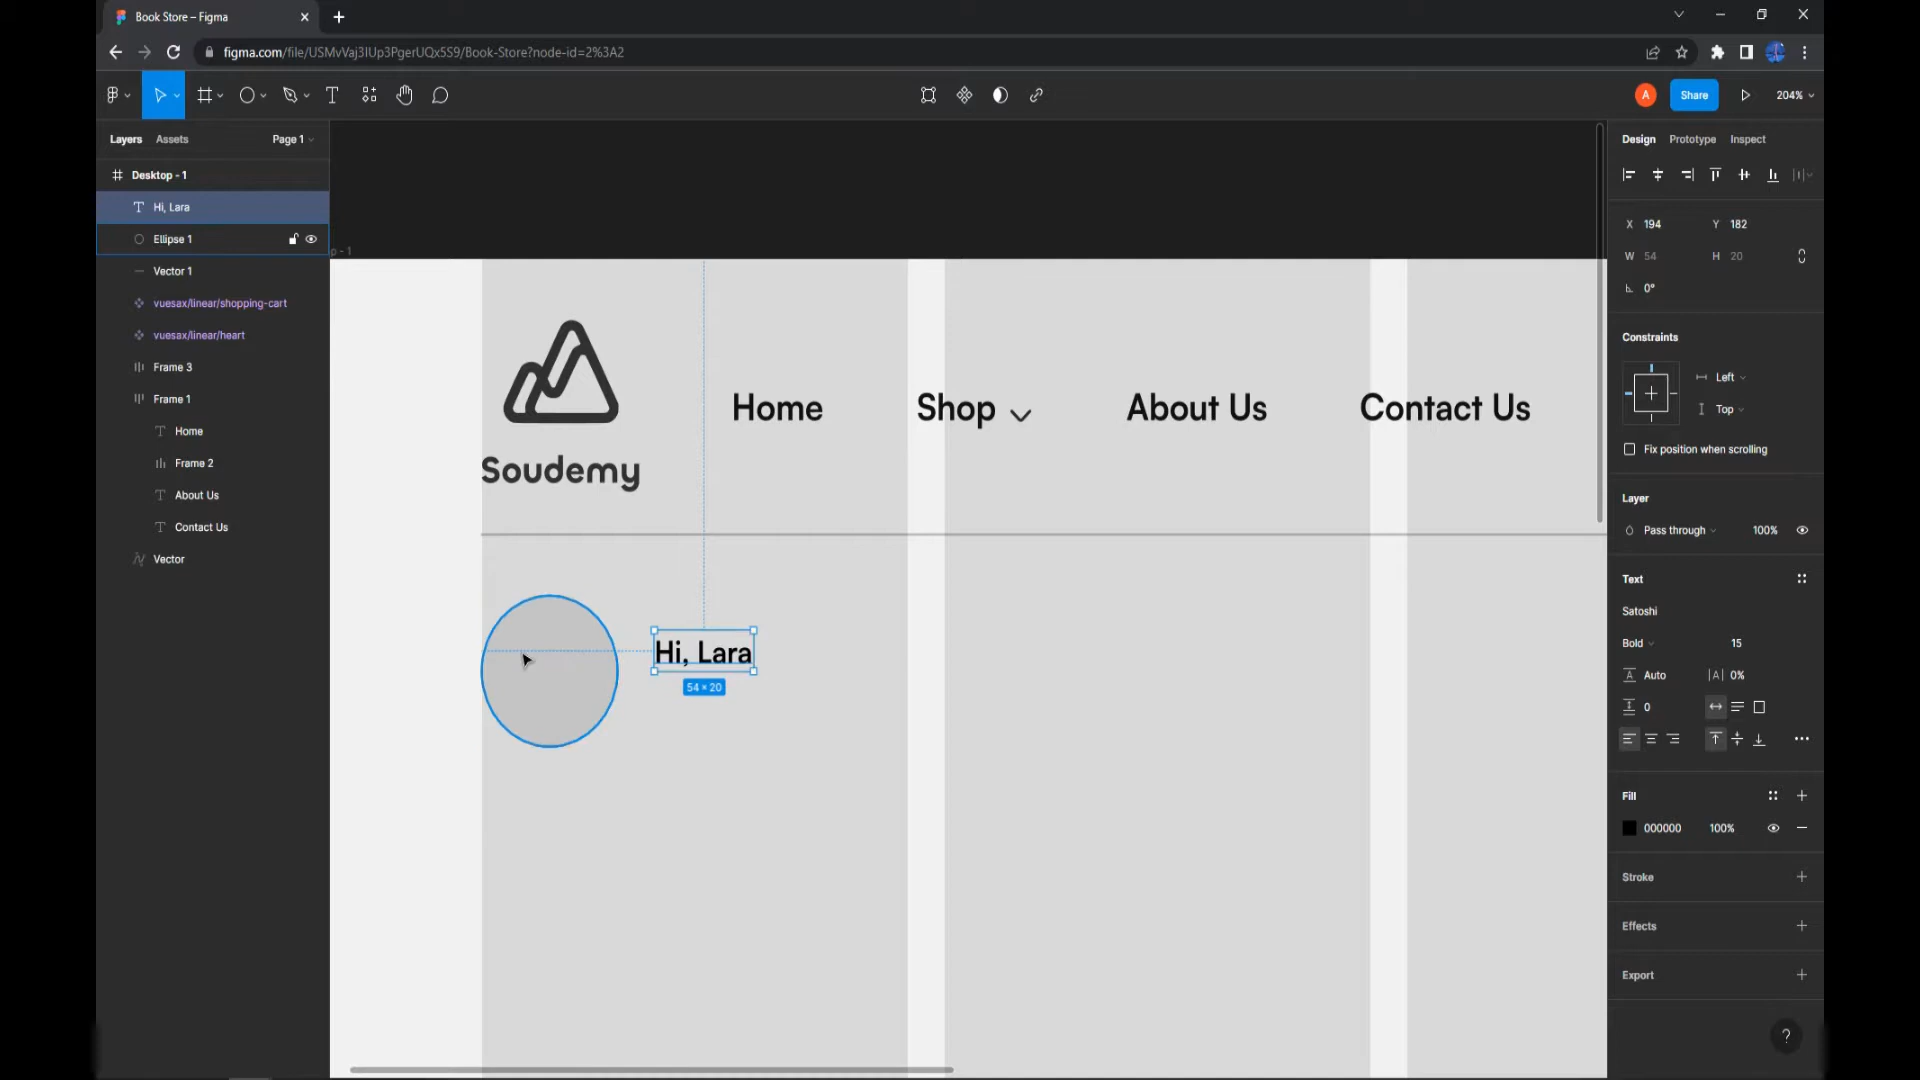 Book Store – Figma
figma.com/file/USMvVaj3IUp3PgerUQx5S9/Book-Store?node-id=2%3A2
A
Share
204%
Layers
Assets
Page 1
Desktop - 1
Hi, Lara
Ellipse 1
Vector 1
vuesax/linear/shopping-cart
vuesax/linear/heart
Frame 3
Frame 1
Home
Frame 2
About Us
Contact Us
Vector
p - 1
Soudemy
Home
Shop
About Us
Contact Us
Hi, Lara
54 × 20
Design
Prototype
Inspect
X 194
Y 182
W 54
H 20
0°
Constraints
Left
Top
Fix position when scrolling
Layer
Pass through
100%
Text
Satoshi
Bold
15
Auto
|A| 0%
0
Fill
000000
100%
Stroke
Effects
Export
?